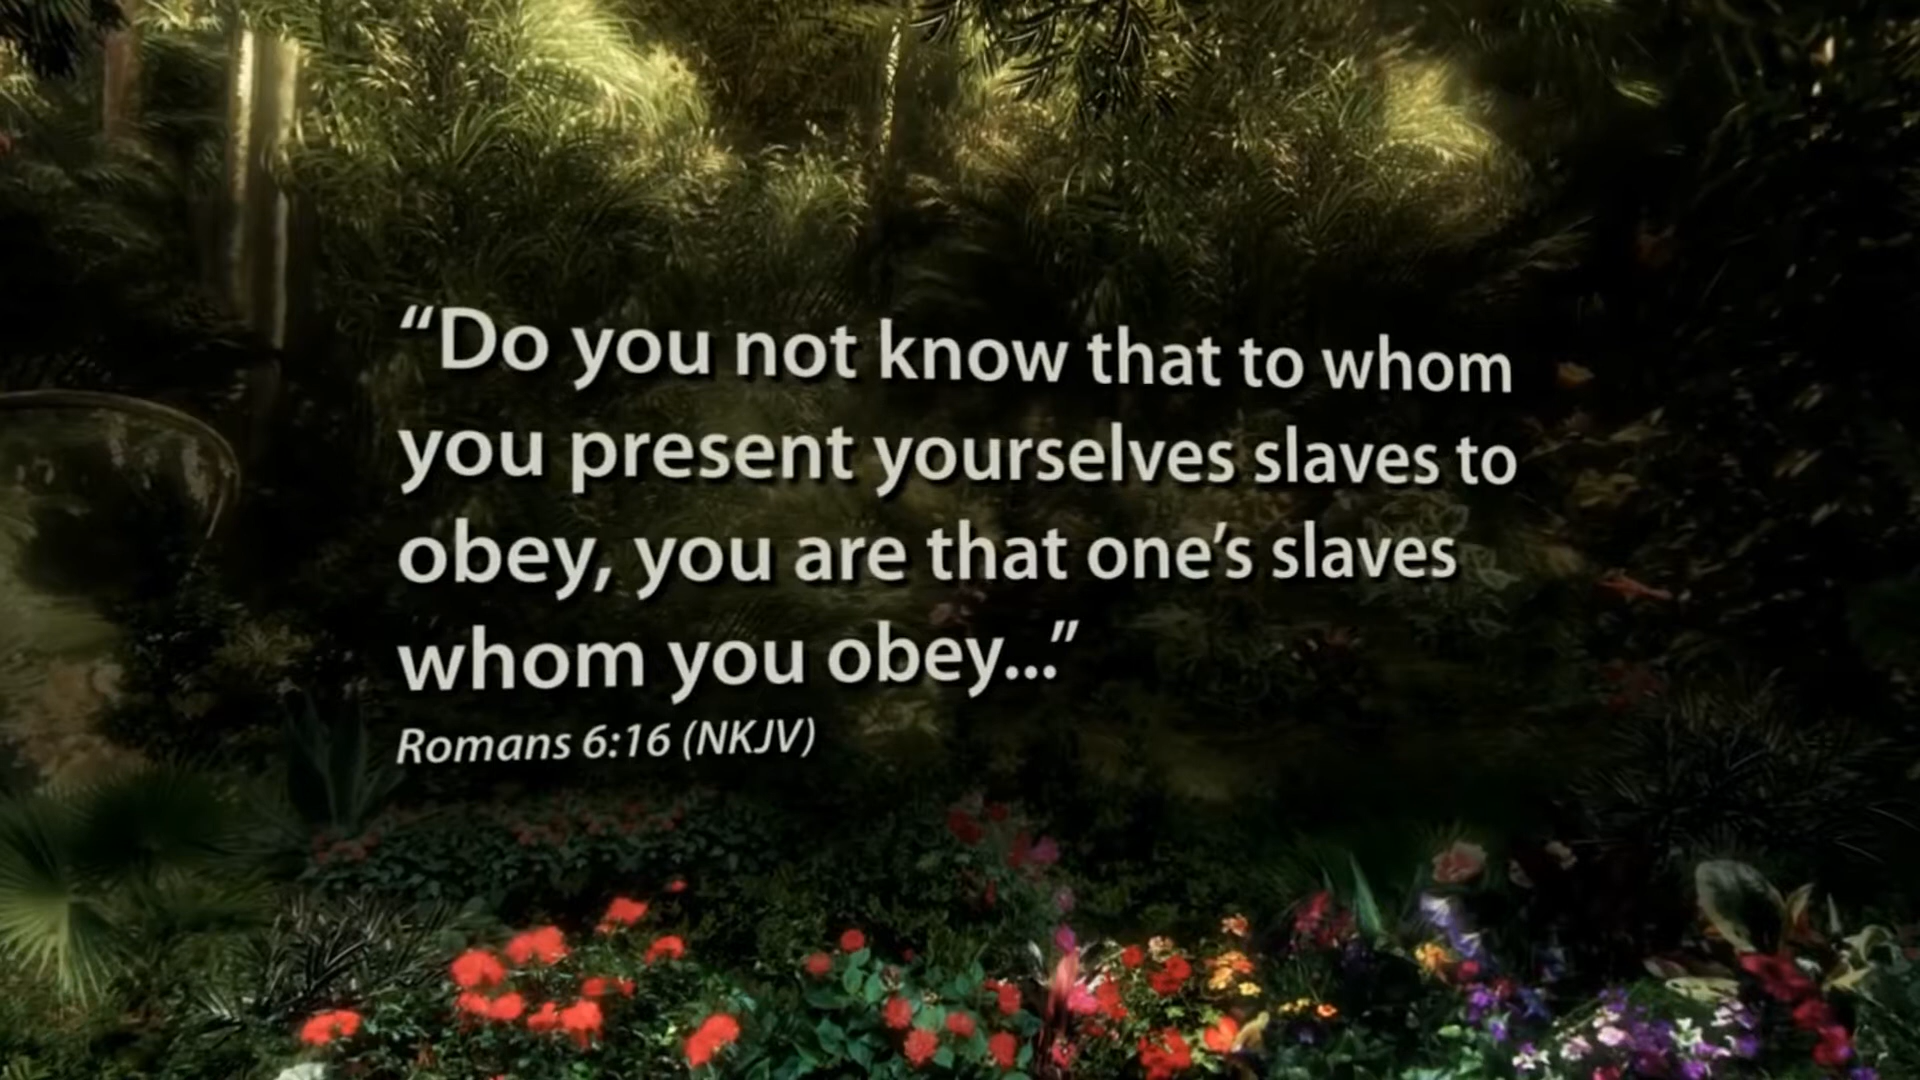 “Do you not know that to whom
you present yourselves slaves to
obey, you are that one’s slaves
whom you obey...”
Romans 6:16 (NKJV)